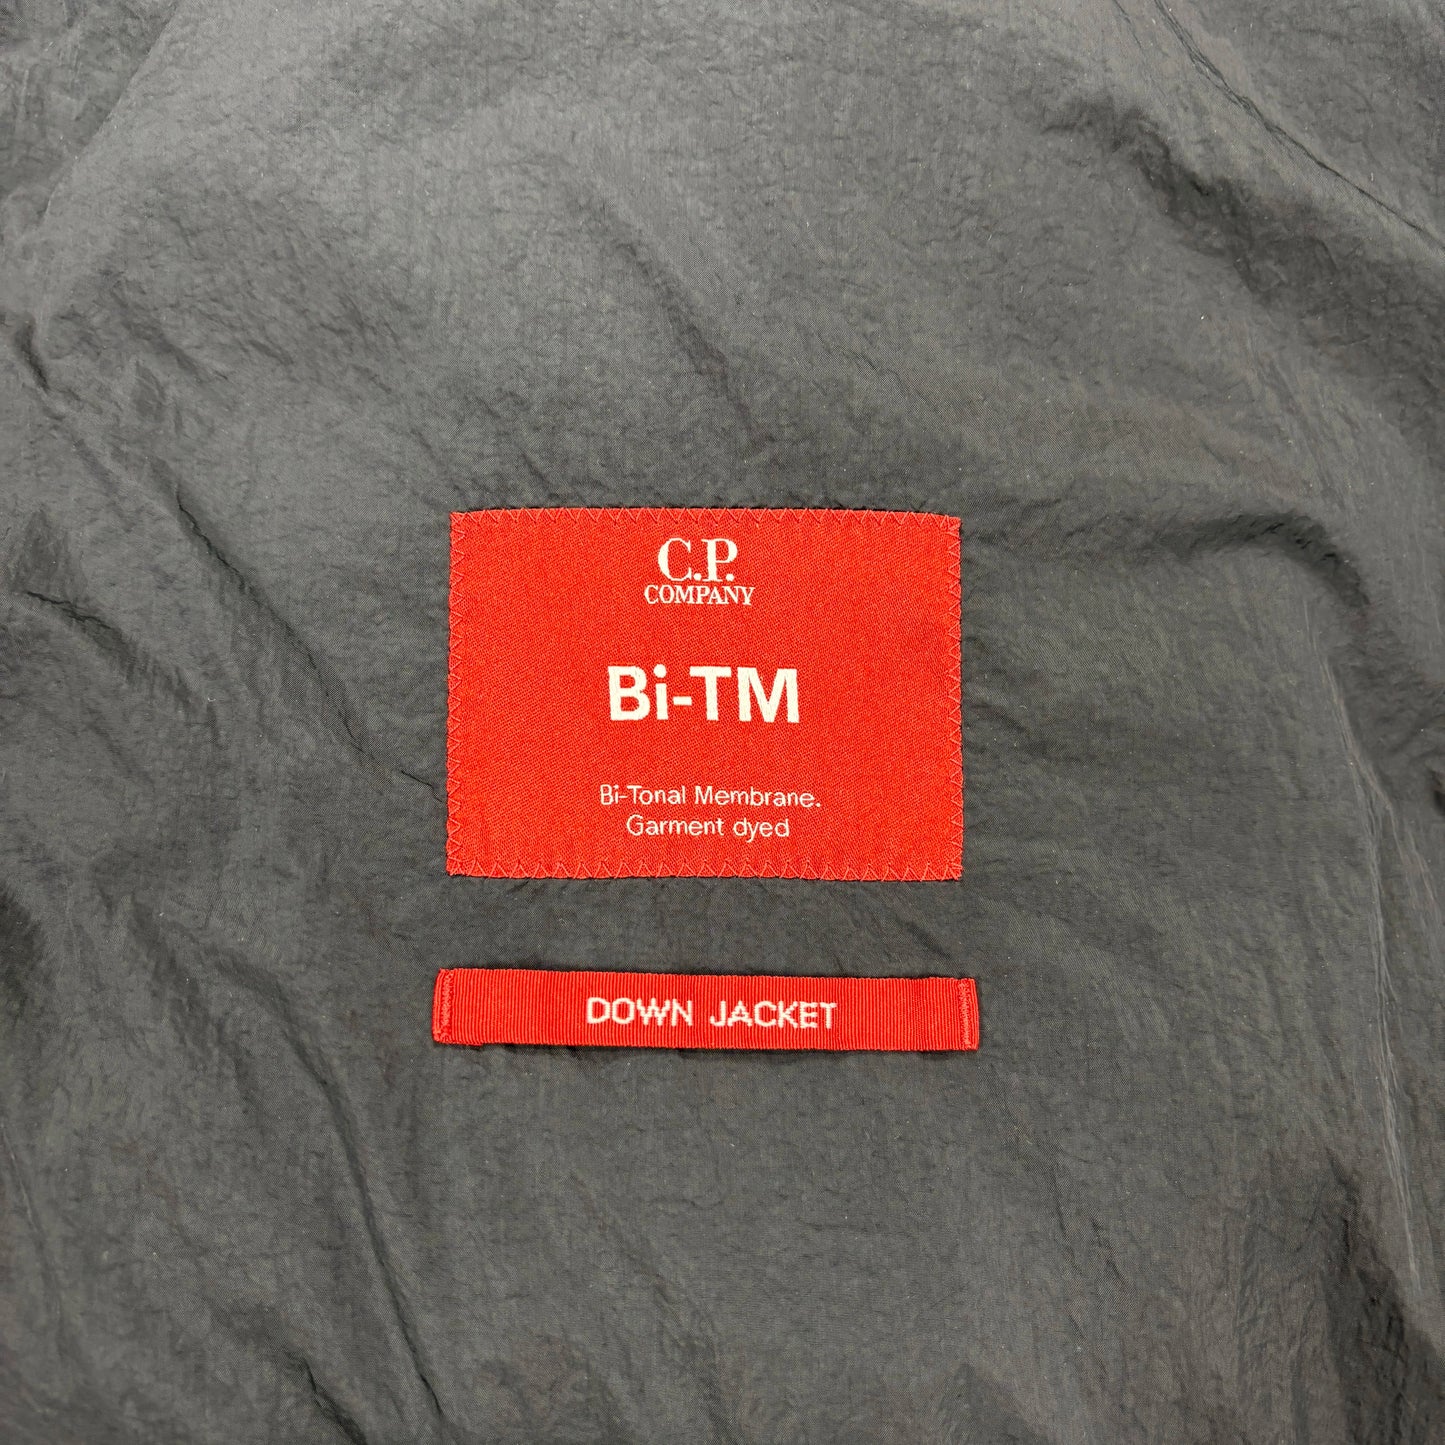 C.P.
COMPANY
Bi-TM
Bi-Tonal Membrane.
Garment dyed
DOWN JACKET